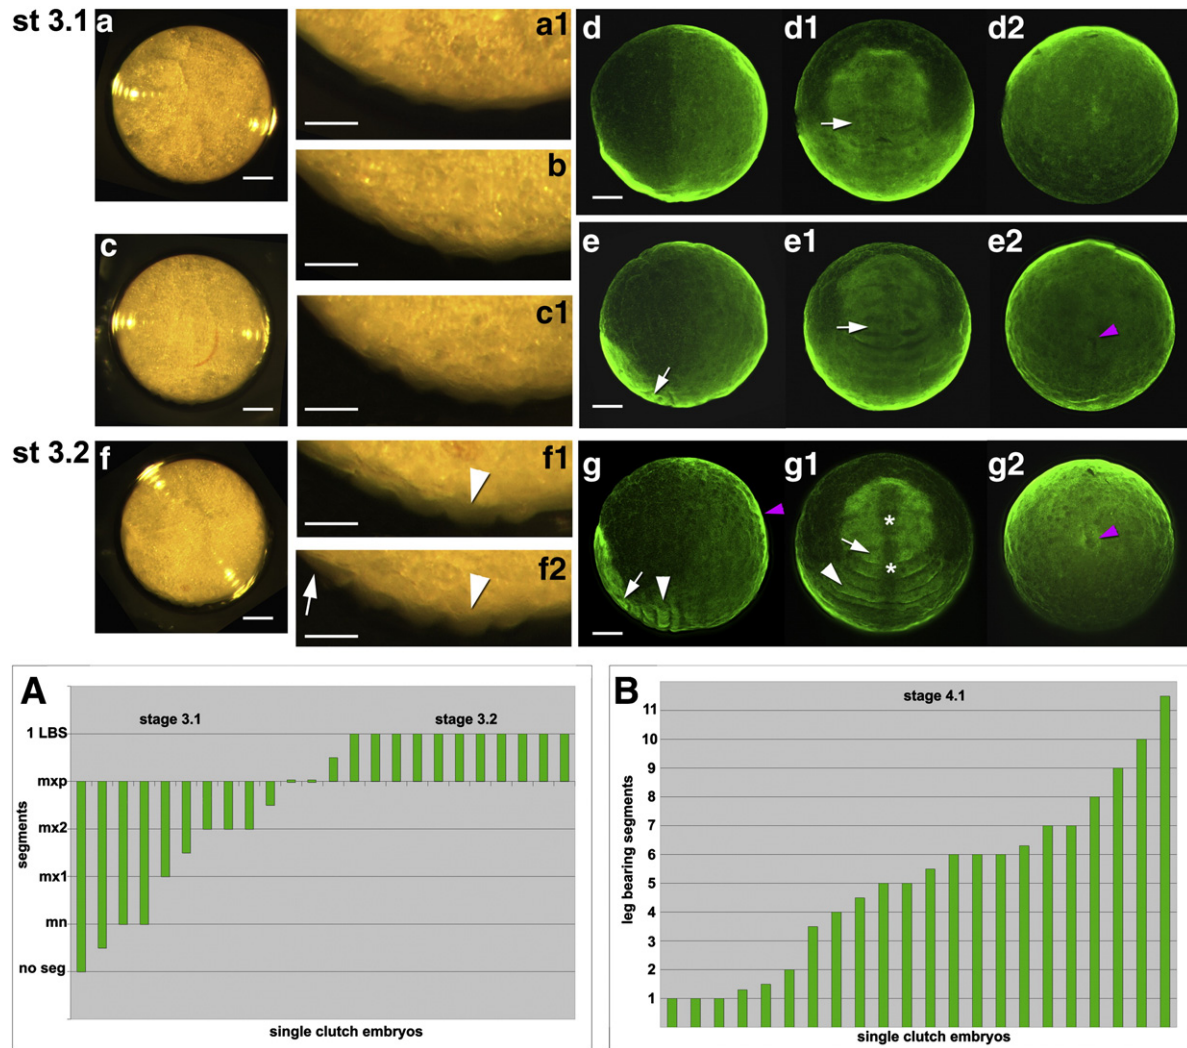 st 3.1
a
a1
b
c
c1
d
d1
d2
e
e1
e2
st 3.2
f
f1
f2
g
g1
*
*
g2
A
stage 3.1
stage 3.2
1 LBS
mxp
mx2
mx1
mn
no seg
segments
single clutch embryos
B
stage 4.1
11
10
9
8
7
6
5
4
3
2
1
leg bearing segments
single clutch embryos